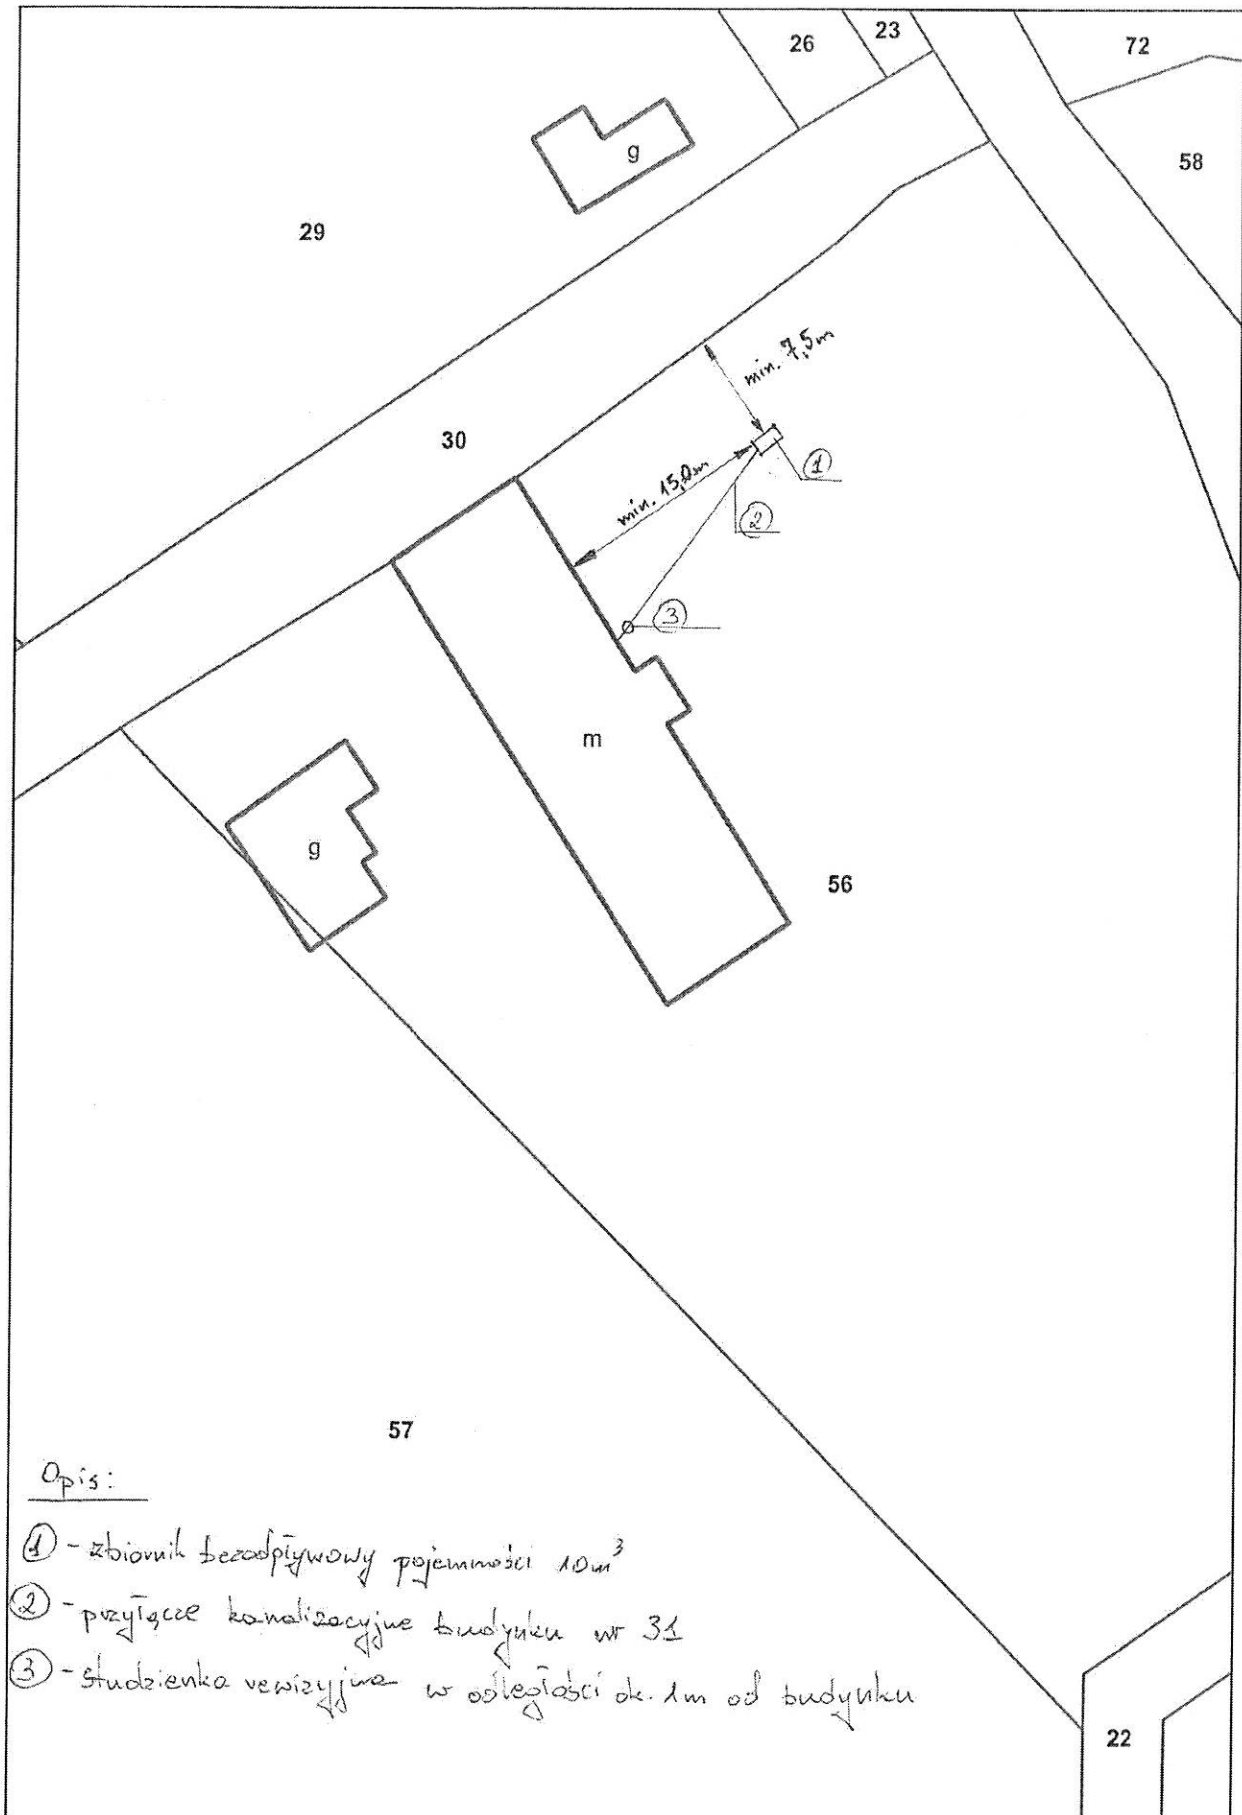 26
23
72
g
58
29
min. 7,5m
30
①
min. 15,0m
②
③
m
g
56
57
Opis:
① - zbiornik bezodpływowy pojemności 10m³
② - przyłącze kanalizacyjne budynku nr 31
③ - studzienka rewizyjna w odległości ok. 1m od budynku
22